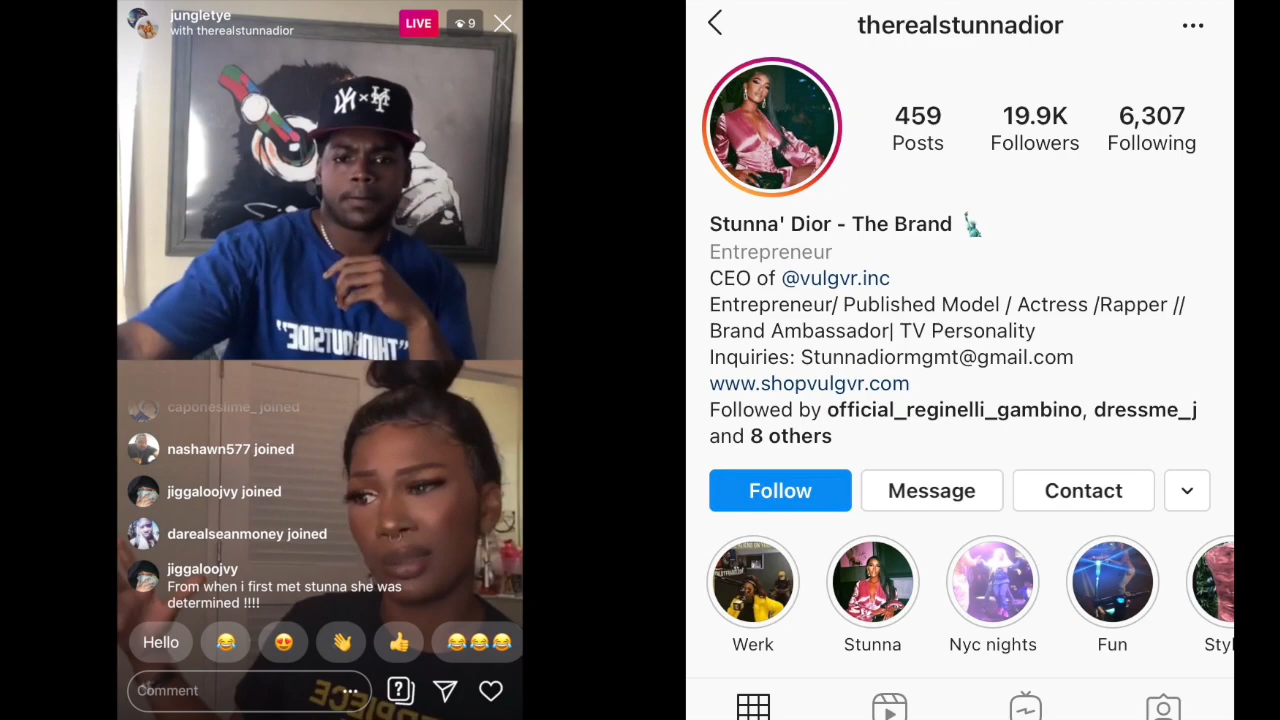 jungletye
with therealstunnadior
LIVE
9
"THINK OUTSIDE"
caponeslime_ joined
nashawn577 joined
jiggaloojvy joined
darealseanmoney joined
jiggaloojvy
From when i first met stunna she was
determined !!!!
Hello
😂
😍
👋
👍
😂😂😂
Comment
therealstunnadior
459
Posts
19.9K
Followers
6,307
Following
Stunna' Dior - The Brand 🗽
Entrepreneur
CEO of @vulgvr.inc
Entrepreneur/ Published Model / Actress /Rapper //
Brand Ambassador| TV Personality
Inquiries: Stunnadiormgmt@gmail.com
www.shopvulgvr.com
Followed by official_reginelli_gambino, dressme_j
and 8 others
Follow
Message
Contact
Werk
Stunna
Nyc nights
Fun
Styl